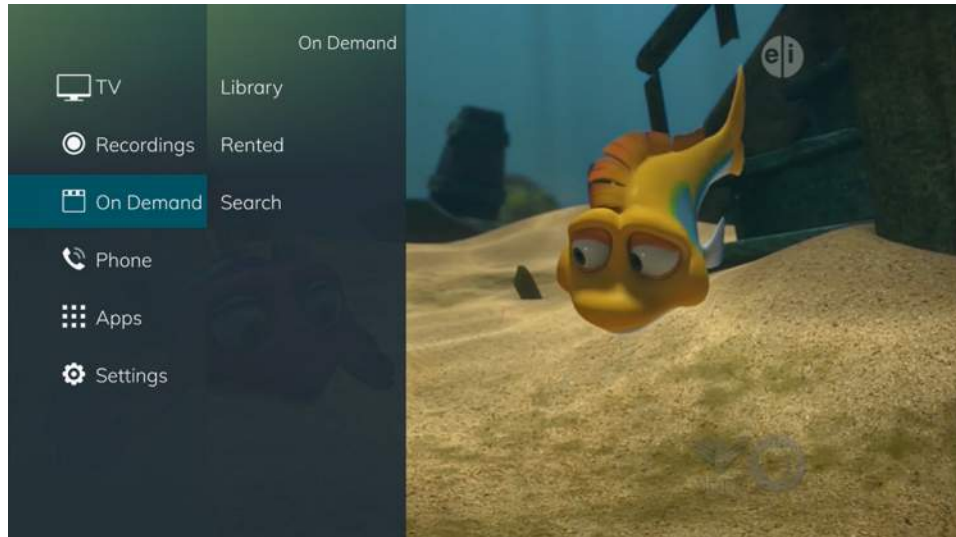 On Demand
TV
Recordings
On Demand
Phone
Apps
Settings
Library
Rented
Search
e|i